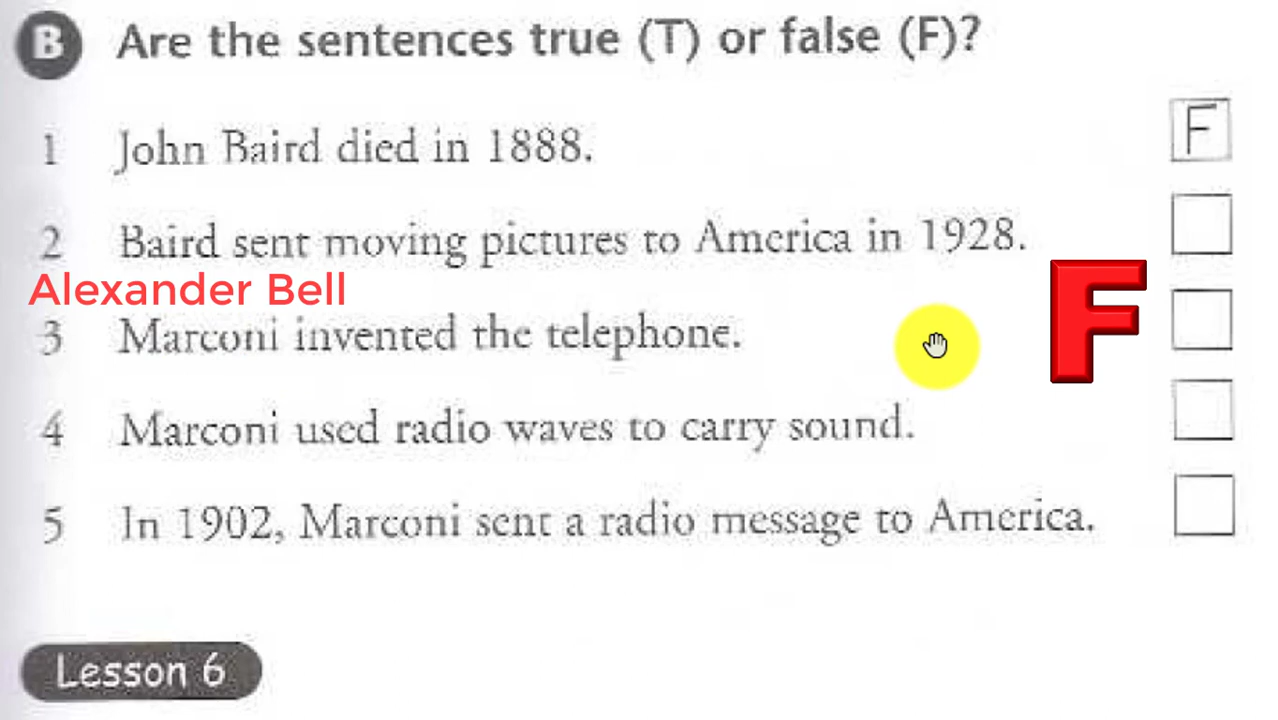 B Are the sentences true (T) or false (F)?
1 John Baird died in 1888. F
2 Baird sent moving pictures to America in 1928.
Alexander Bell
3 Marconi invented the telephone. F
4 Marconi used radio waves to carry sound.
5 In 1902, Marconi sent a radio message to America.
Lesson 6